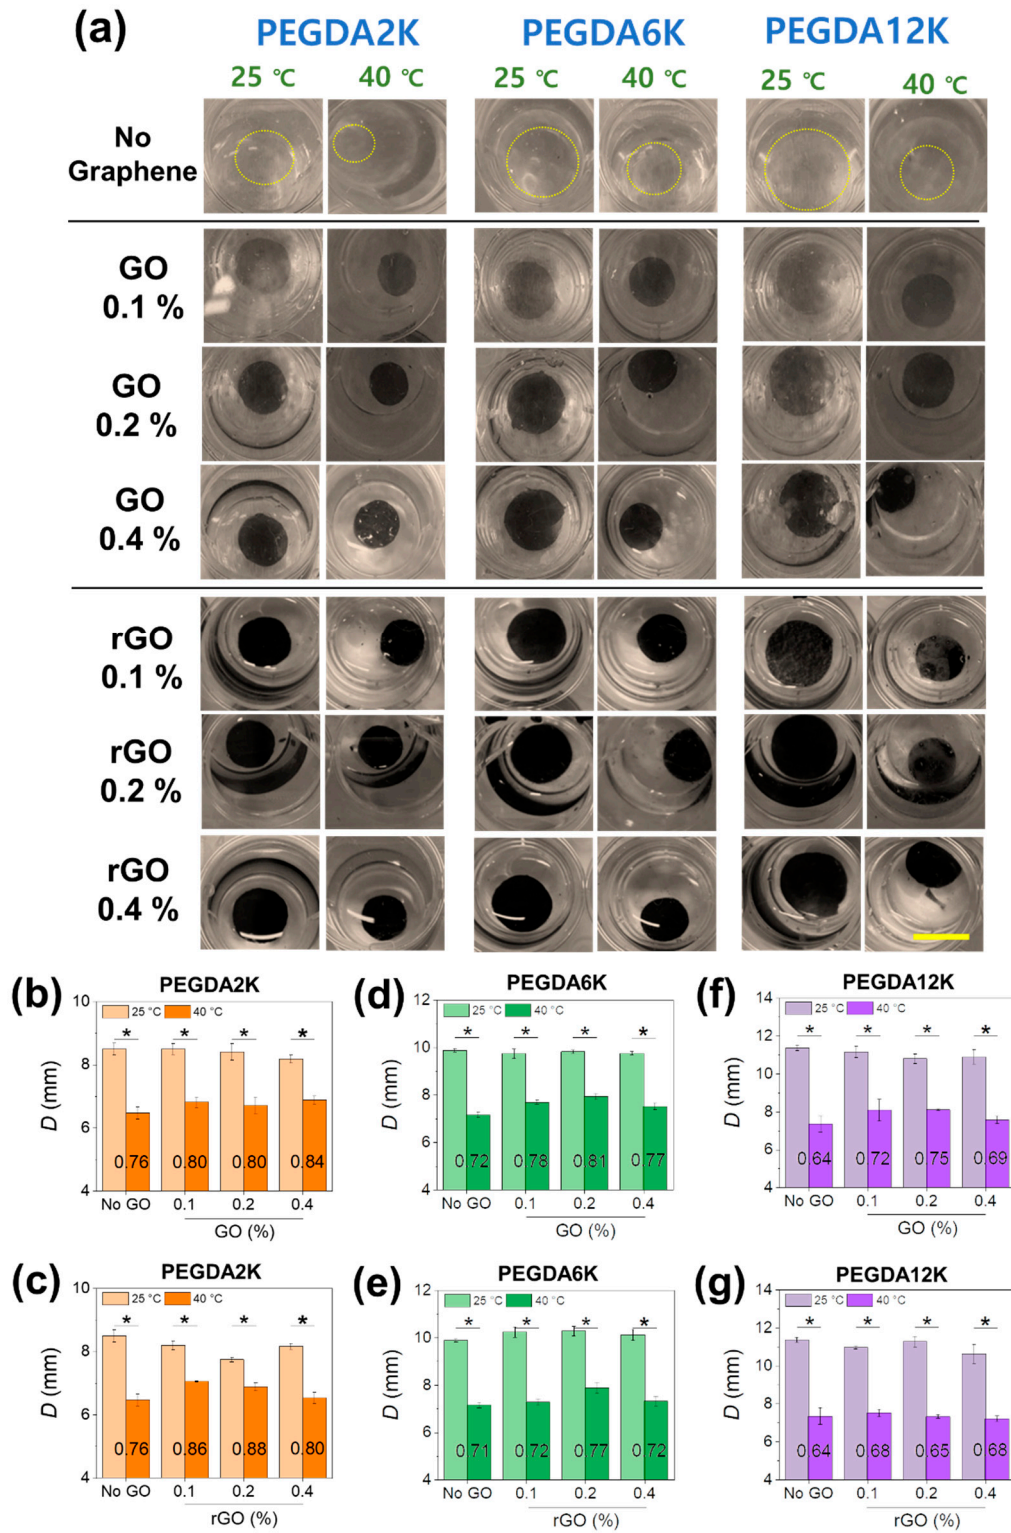 (a)
PEGDA2K PEGDA6K PEGDA12K
25 ℃ 40 ℃ 25 ℃ 40 ℃ 25 ℃ 40 ℃
No
Graphene
GO
0.1 %
GO
0.2 %
GO
0.4 %
rGO
0.1 %
rGO
0.2 %
rGO
0.4 %
(b) PEGDA2K
25 °C 40 °C
D (mm)
10
8
6
4
* * * *
0.76 0.80 0.80 0.84
No GO 0.1 0.2 0.4
GO (%)
(d) PEGDA6K
25 °C 40 °C
D (mm)
12
10
8
6
4
* * * *
0.72 0.78 0.81 0.77
No GO 0.1 0.2 0.4
GO (%)
(f) PEGDA12K
25 °C 40 °C
D (mm)
14
12
10
8
6
4
* * * *
0.64 0.72 0.75 0.69
No GO 0.1 0.2 0.4
GO (%)
(c) PEGDA2K
25 °C 40 °C
D (mm)
10
8
6
4
* * * *
0.76 0.86 0.88 0.80
No GO 0.1 0.2 0.4
rGO (%)
(e) PEGDA6K
25 °C 40 °C
D (mm)
12
10
8
6
4
* * * *
0.71 0.72 0.77 0.72
No GO 0.1 0.2 0.4
rGO (%)
(g) PEGDA12K
25 °C 40 °C
D (mm)
14
12
10
8
6
4
* * * *
0.64 0.68 0.65 0.68
No GO 0.1 0.2 0.4
rGO (%)